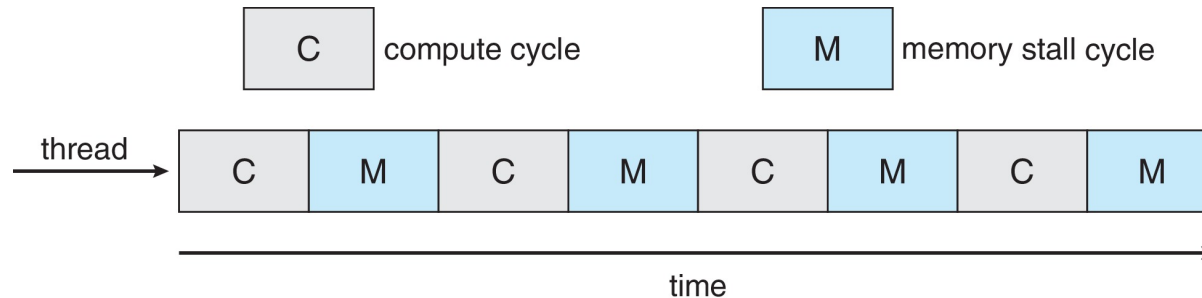 C compute cycle M memory stall cycle
thread
C M C M C M C M
time